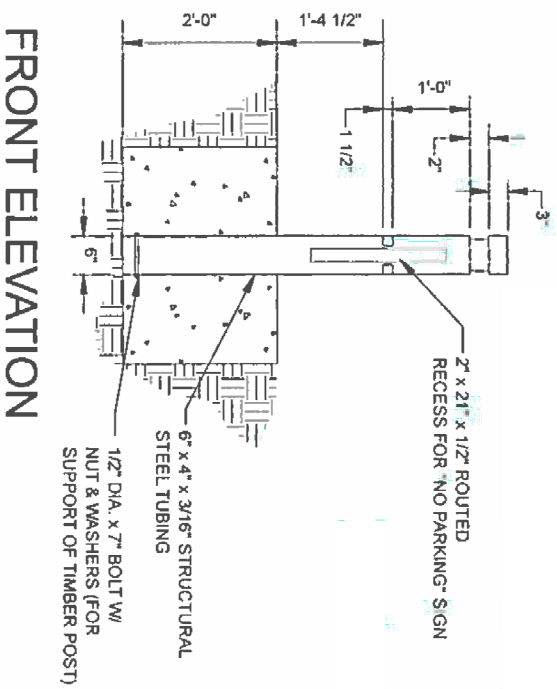 2'-0"
1'-4 1/2"
1'-0"
1 1/2"
2"
3"
6"
2" x 21" x 1/2" ROUTED
RECESS FOR "NO PARKING" SIGN
6" x 4" x 3/16" STRUCTURAL
STEEL TUBING
1/2" DIA. x 7" BOLT W/
NUT & WASHERS (FOR
SUPPORT OF TIMBER POST)
FRONT ELEVATION